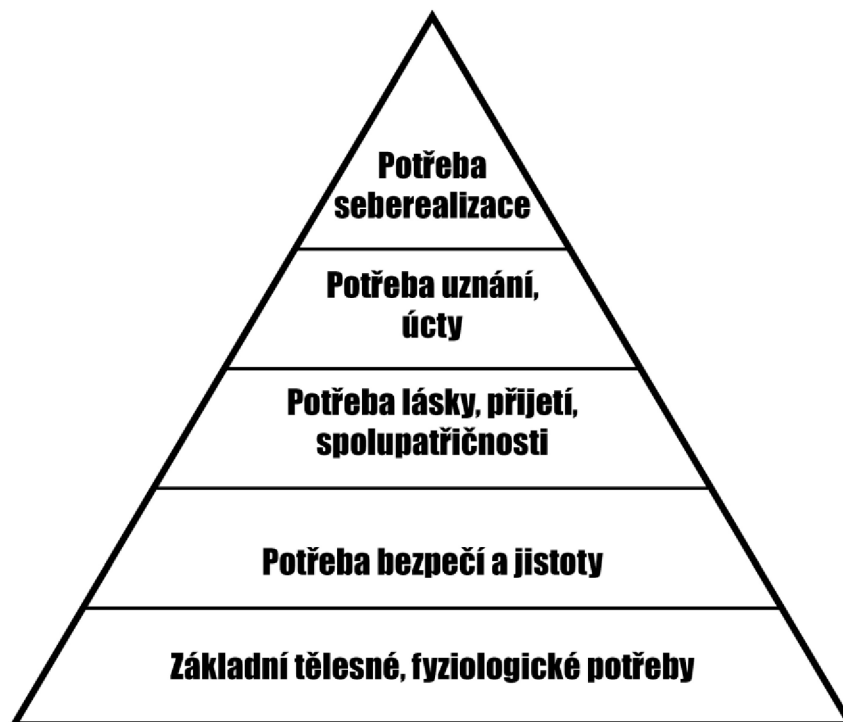 Potřeba
seberealizace
Potřeba uznání,
úcty
Potřeba lásky, přijetí,
spolupatřičnosti
Potřeba bezpečí a jistoty
Základní tělesné, fyziologické potřeby